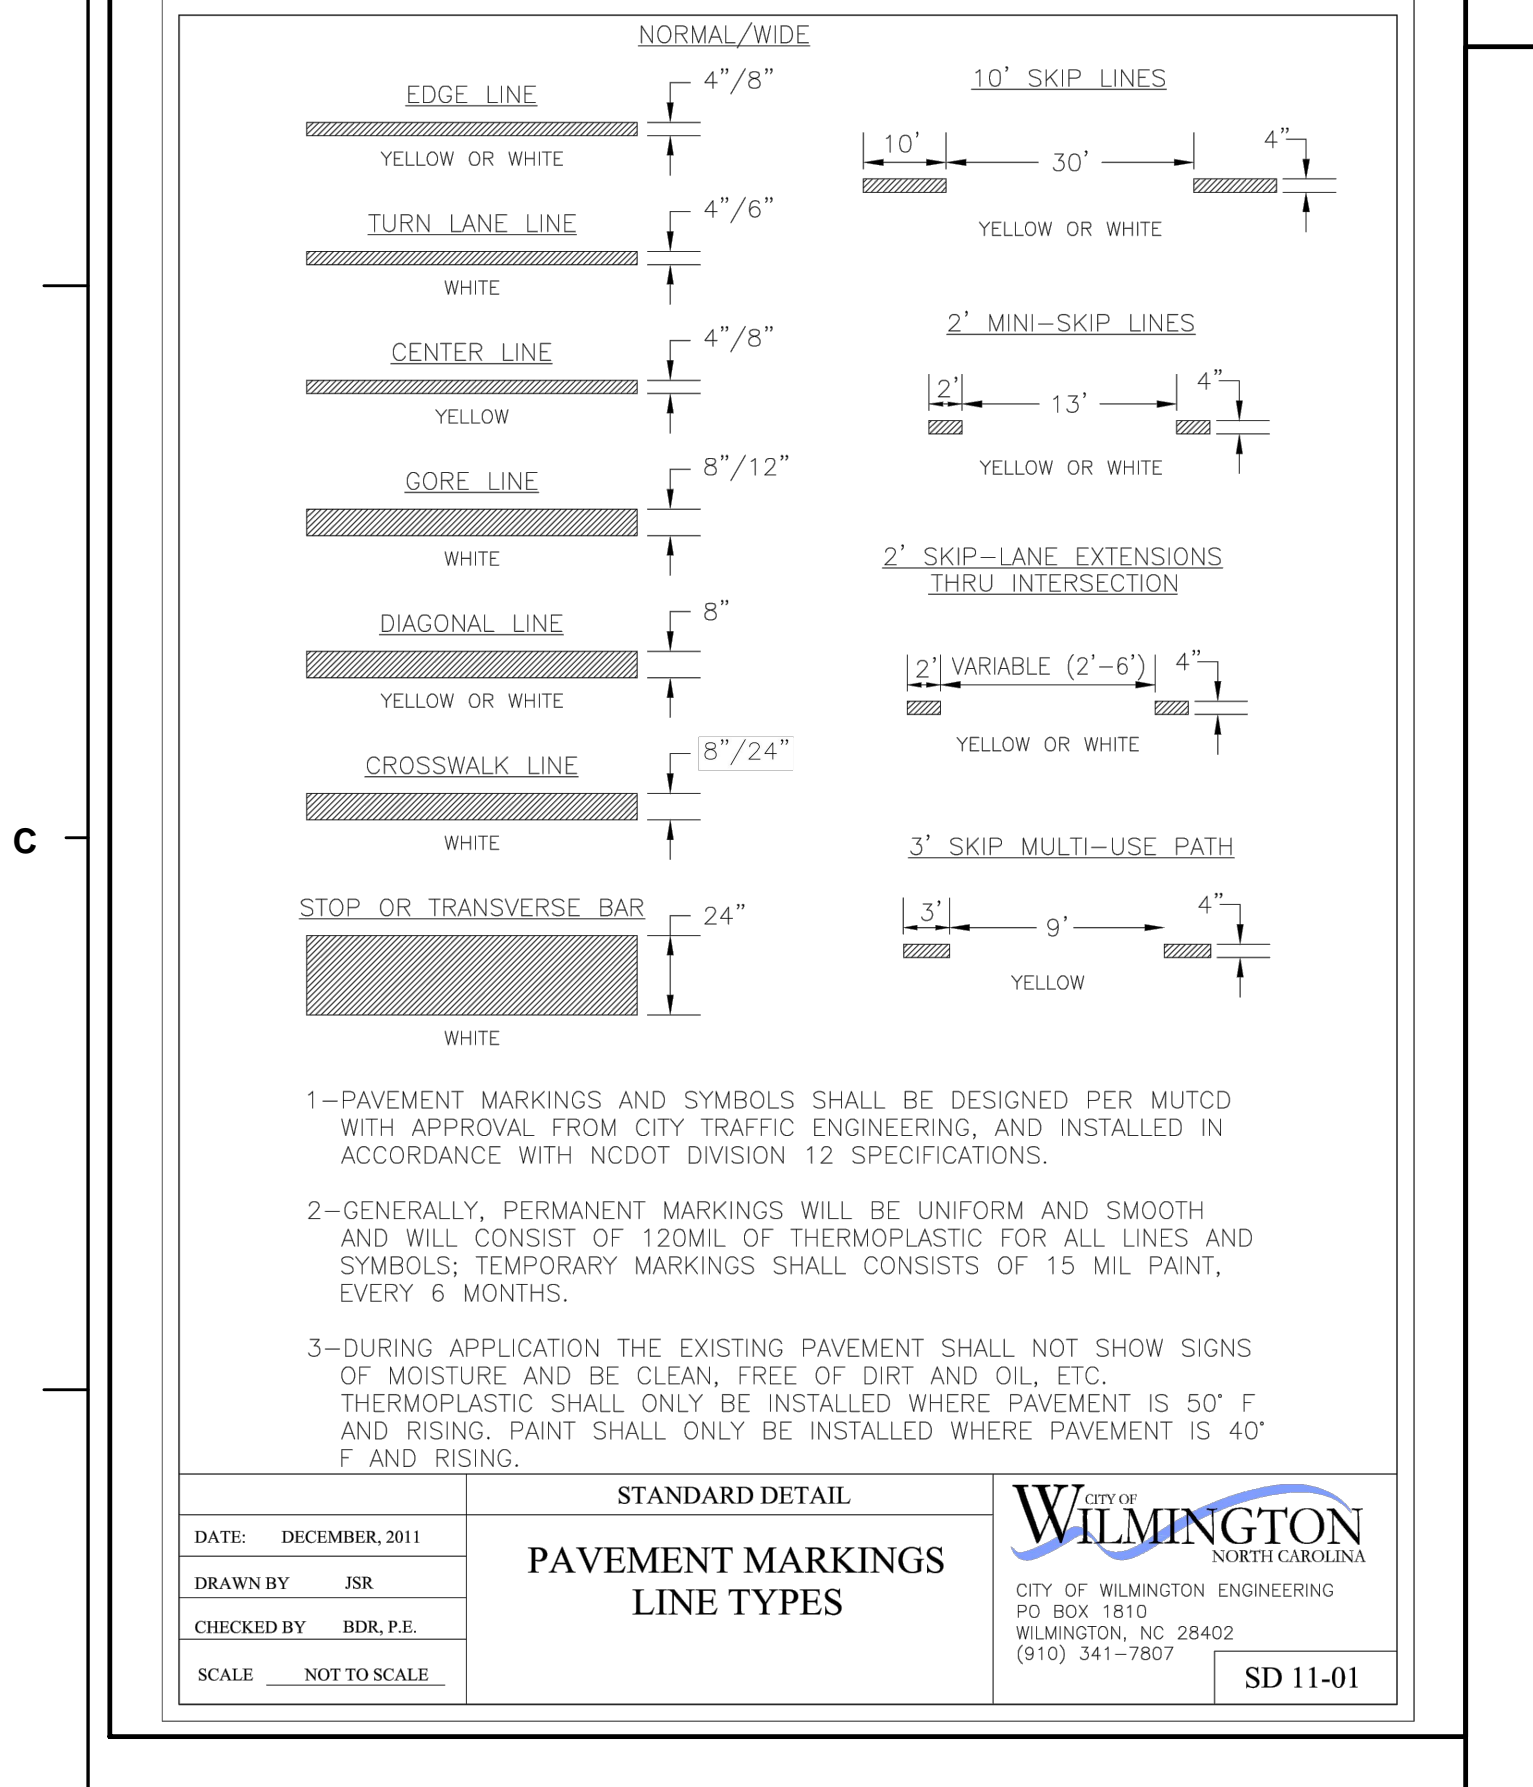 NORMAL/WIDE
EDGE LINE
4”/8”
YELLOW OR WHITE
TURN LANE LINE
4”/6”
WHITE
CENTER LINE
4”/8”
YELLOW
GORE LINE
8”/12”
WHITE
DIAGONAL LINE
8”
YELLOW OR WHITE
CROSSWALK LINE
8”/24”
WHITE
STOP OR TRANSVERSE BAR
24”
WHITE
10’ SKIP LINES
10’
30’
4”
YELLOW OR WHITE
2’ MINI–SKIP LINES
2’
13’
4”
YELLOW OR WHITE
2’ SKIP–LANE EXTENSIONS
THRU INTERSECTION
2’
VARIABLE (2’–6’)
4”
YELLOW OR WHITE
3’ SKIP MULTI–USE PATH
3’
9’
4”
YELLOW
C
1–PAVEMENT MARKINGS AND SYMBOLS SHALL BE DESIGNED PER MUTCD
WITH APPROVAL FROM CITY TRAFFIC ENGINEERING, AND INSTALLED IN
ACCORDANCE WITH NCDOT DIVISION 12 SPECIFICATIONS.
2–GENERALLY, PERMANENT MARKINGS WILL BE UNIFORM AND SMOOTH
AND WILL CONSIST OF 120MIL OF THERMOPLASTIC FOR ALL LINES AND
SYMBOLS; TEMPORARY MARKINGS SHALL CONSISTS OF 15 MIL PAINT,
EVERY 6 MONTHS.
3–DURING APPLICATION THE EXISTING PAVEMENT SHALL NOT SHOW SIGNS
OF MOISTURE AND BE CLEAN, FREE OF DIRT AND OIL, ETC.
THERMOPLASTIC SHALL ONLY BE INSTALLED WHERE PAVEMENT IS 50° F
AND RISING. PAINT SHALL ONLY BE INSTALLED WHERE PAVEMENT IS 40°
F AND RISING.
DATE: DECEMBER, 2011
DRAWN BY JSR
CHECKED BY BDR, P.E.
SCALE NOT TO SCALE
STANDARD DETAIL
PAVEMENT MARKINGS
LINE TYPES
CITY OF
WILMINGTON
NORTH CAROLINA
CITY OF WILMINGTON ENGINEERING
PO BOX 1810
WILMINGTON, NC 28402
(910) 341–7807
SD 11-01